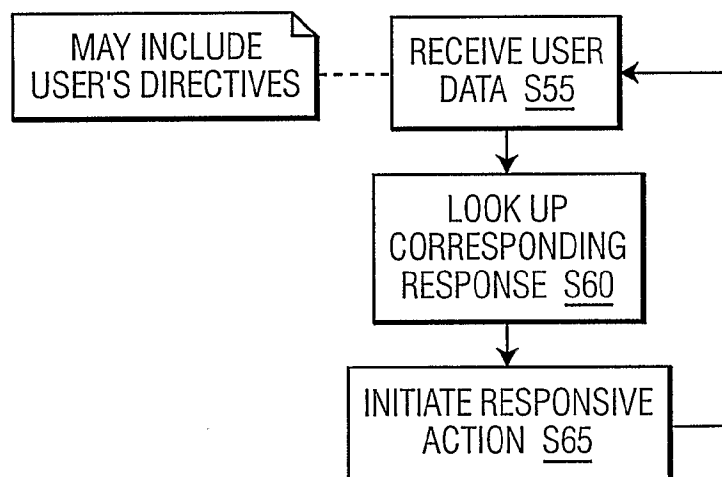 MAY INCLUDE
USER'S DIRECTIVES
RECEIVE USER
DATA S55
LOOK UP
CORRESPONDING
RESPONSE S60
INITIATE RESPONSIVE
ACTION S65